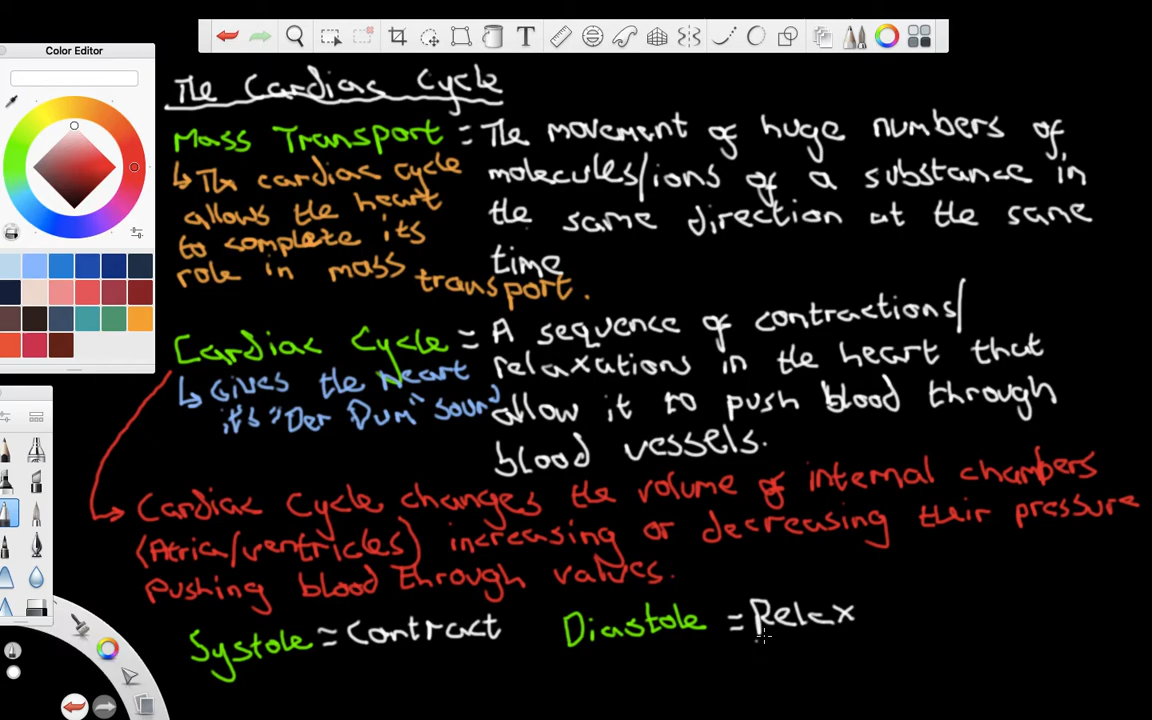 Color Editor
The Cardiac Cycle
Mass Transport = The movement of huge numbers of
molecules/ions of a substance in
the same direction at the same
time
↳ The cardiac cycle
allows the heart
to complete its
role in mass transport.
Cardiac Cycle = A sequence of contractions/
relaxations in the heart that
allow it to push blood through
blood vessels.
↳ Gives the heart
it's "Der Dum" sound
↳ Cardiac Cycle changes the volume of internal chambers
(Atria/ventricles) increasing or decreasing their pressure
pushing blood through valves.
Systole = Contract Diastole = Relax